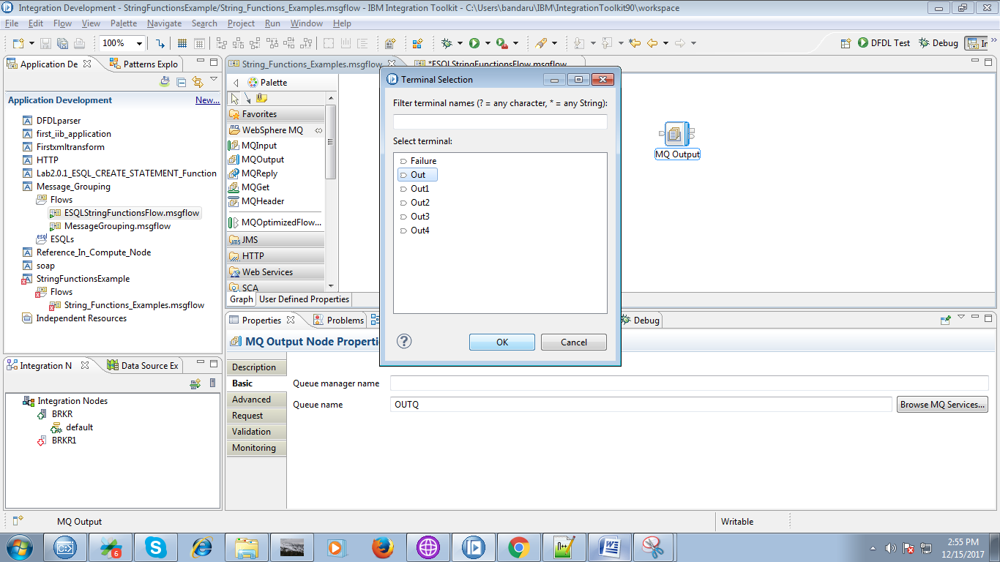 Integration Development - StringFunctionsExample/String_Functions_Examples.msgflow - IBM Integration Toolkit - C:\Users\bandaru\IBM\IntegrationToolkit90\workspace
File Edit Flow View Palette Navigate Search Project Run Window Help
100%
DFDL Test
Debug
Application De
Patterns Explo
Application Development
New...
DFDLparser
first_iib_application
Firstxmltransform
HTTP
Lab2.0.1_ESQL_CREATE_STATEMENT_Function
Message_Grouping
Flows
ESQLStringFunctionsFlow.msgflow
MessageGrouping.msgflow
esql
ESQLs
Reference_In_Compute_Node
soap
StringFunctionsExample
Flows
String_Functions_Examples.msgflow
Independent Resources
Integration N
Data Source Ex
Integration Nodes
BRKR
default
BRKR1
String_Functions_Examples.msgflow
*ESQLStringFunctionsFlow.msgflow
Palette
Favorites
WebSphere MQ
MQInput
MQOutput
MQReply
MQGet
MQHeader
MQOptimizedFlow...
JMS
HTTP
Web Services
SCA
Graph
User Defined Properties
MQ Output
Terminal Selection
Filter terminal names (? = any character, * = any String):
Select terminal:
Failure
Out
Out1
Out2
Out3
Out4
OK
Cancel
Properties
Problems
Debug
MQ Output Node Properti
Description
Basic
Advanced
Request
Validation
Monitoring
Queue manager name
Queue name
OUTQ
Browse MQ Services...
MQ Output
Writable
6
2:55 PM
12/15/2017